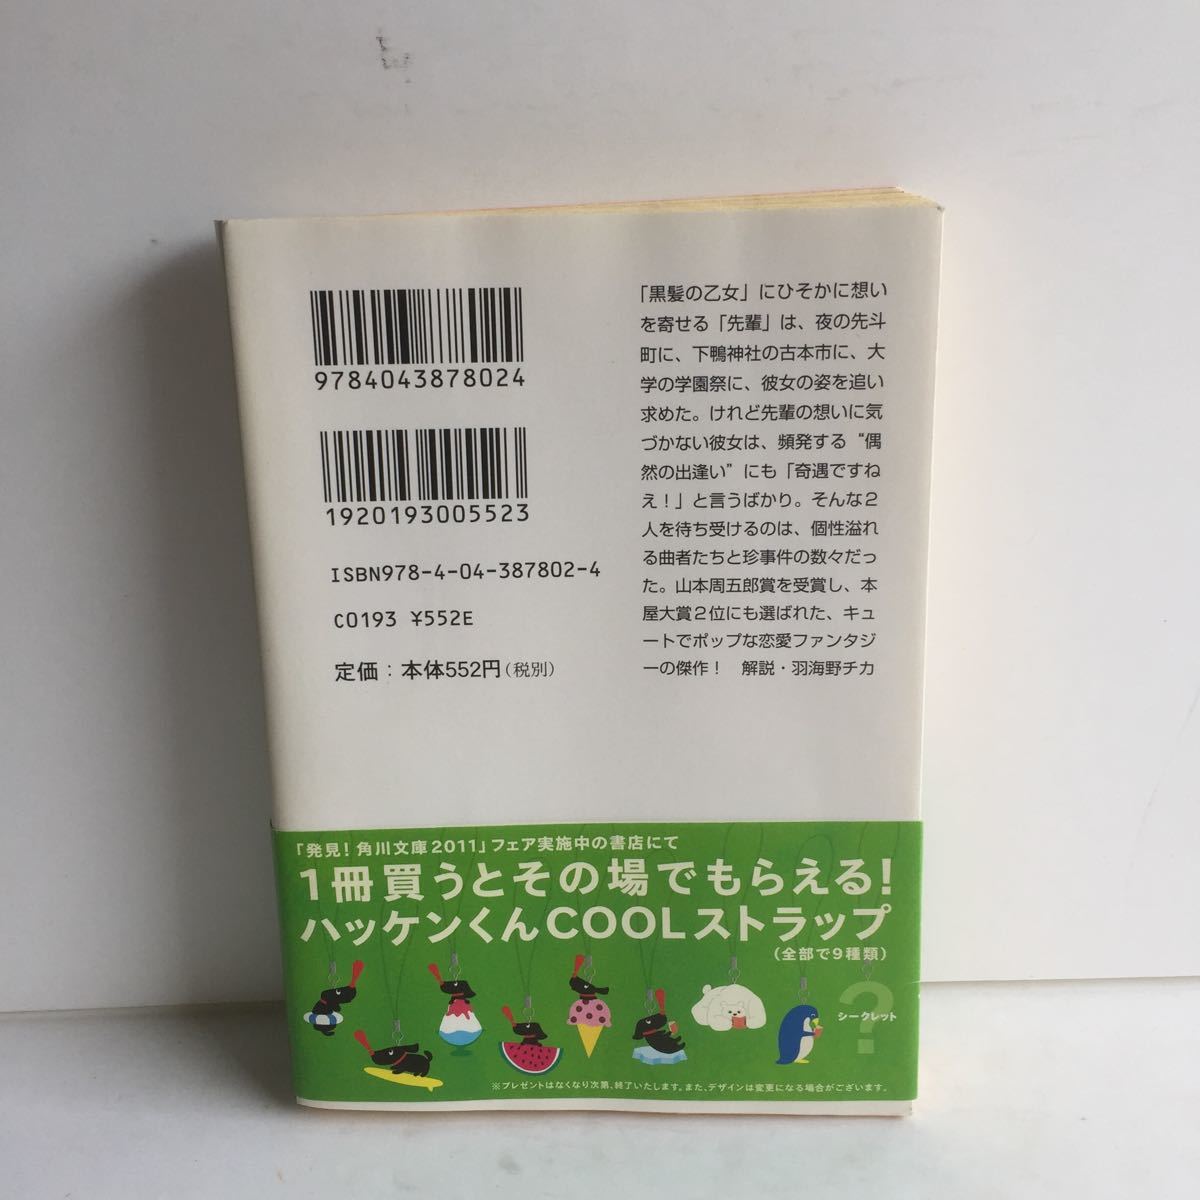 9784043878024
1920193005523
ISBN978-4-04-387802-4
C0193 ¥552E
定価：本体552円（税別）
「黒髪の乙女」にひそかに想い
を寄せる「先輩」は、夜の先斗
町に、下鴨神社の古本市に、大
学の学園祭に、彼女の姿を追い
求めた。けれど先輩の想いに気
づかない彼女は、頻発する“偶
然の出逢い”にも「奇遇ですね
え！」と言うばかり。そんな２
人を待ち受けるのは、個性溢れ
る曲者たちと珍事件の数々だっ
た。山本周五郎賞を受賞し、本
屋大賞２位にも選ばれた、キュ
ートでポップな恋愛ファンタジ
ーの傑作！　解説・羽海野チカ
「発見！角川文庫2011」フェア実施中の書店にて
1冊買うとその場でもらえる！
ハッケンくんCOOLストラップ
（全部で9種類）
?
シークレット
※プレゼントはなくなり次第、終了いたします。また、デザインは変更になる場合がございます。